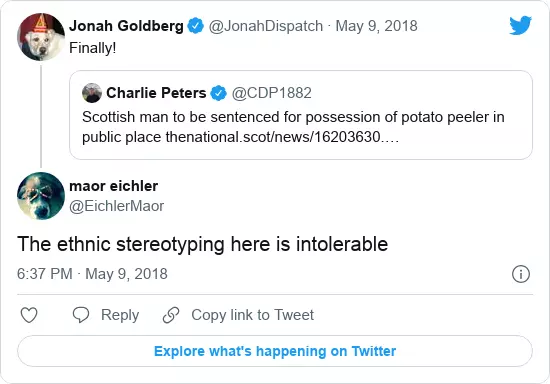 Jonah Goldberg @JonahDispatch · May 9, 2018
Finally!
Charlie Peters @CDP1882
Scottish man to be sentenced for possession of potato peeler in
public place thenational.scot/news/16203630.…
maor eichler
@EichlerMaor
The ethnic stereotyping here is intolerable
6:37 PM · May 9, 2018
Reply
Copy link to Tweet
Explore what's happening on Twitter